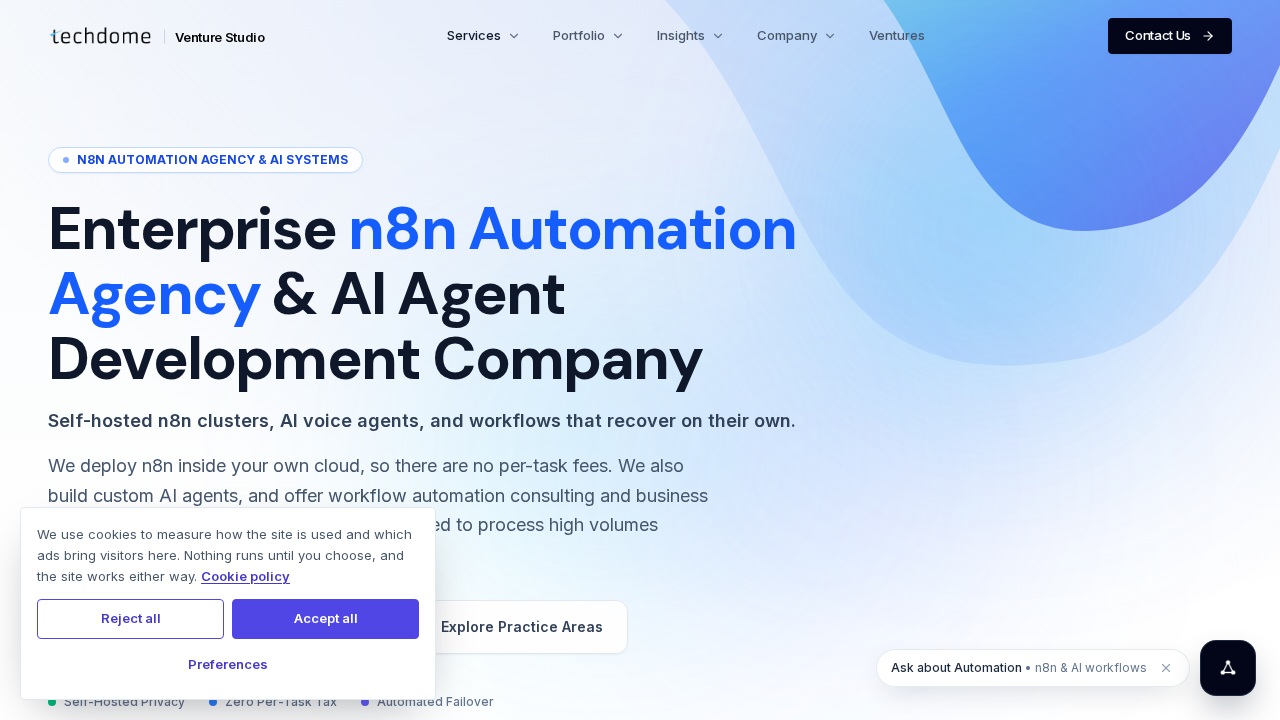 techdome Venture Studio Services Portfolio Insights Company Ventures Contact Us
N8N AUTOMATION AGENCY & AI SYSTEMS
Enterprise n8n Automation
Agency & AI Agent
Development Company
Self-hosted n8n clusters, AI voice agents, and workflows that recover on their own.
We deploy n8n inside your own cloud, so there are no per-task fees. We also
build custom AI agents, and offer workflow automation consulting and business
ed to process high volumes
We use cookies to measure how the site is used and which
ads bring visitors here. Nothing runs until you choose, and
the site works either way. Cookie policy
Reject all Accept all
Preferences
Explore Practice Areas
Ask about Automation • n8n & AI workflows
Self-Hosted Privacy Zero Per-Task Tax Automated Failover